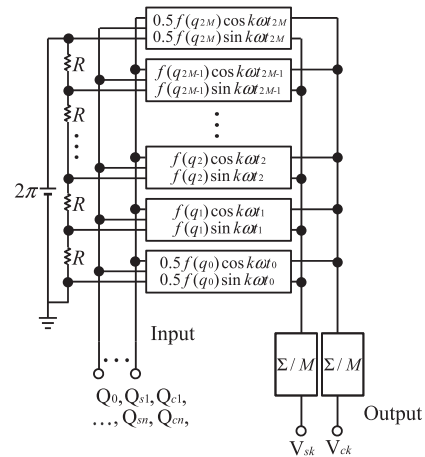 0.5 f(q2M) cos kωt2M
0.5 f(q2M) sin kωt2M
R
f(q2M-1) cos kωt2M-1
f(q2M-1) sin kωt2M-1
R
f(q2) cos kωt2
f(q2) sin kωt2
2π
R
f(q1) cos kωt1
f(q1) sin kωt1
R
0.5 f(q0) cos kωt0
0.5 f(q0) sin kωt0
Input
Σ/M Σ/M
Q0, Qs1, Qc1,
..., Qsn, Qcn,
Output
Vsk Vck